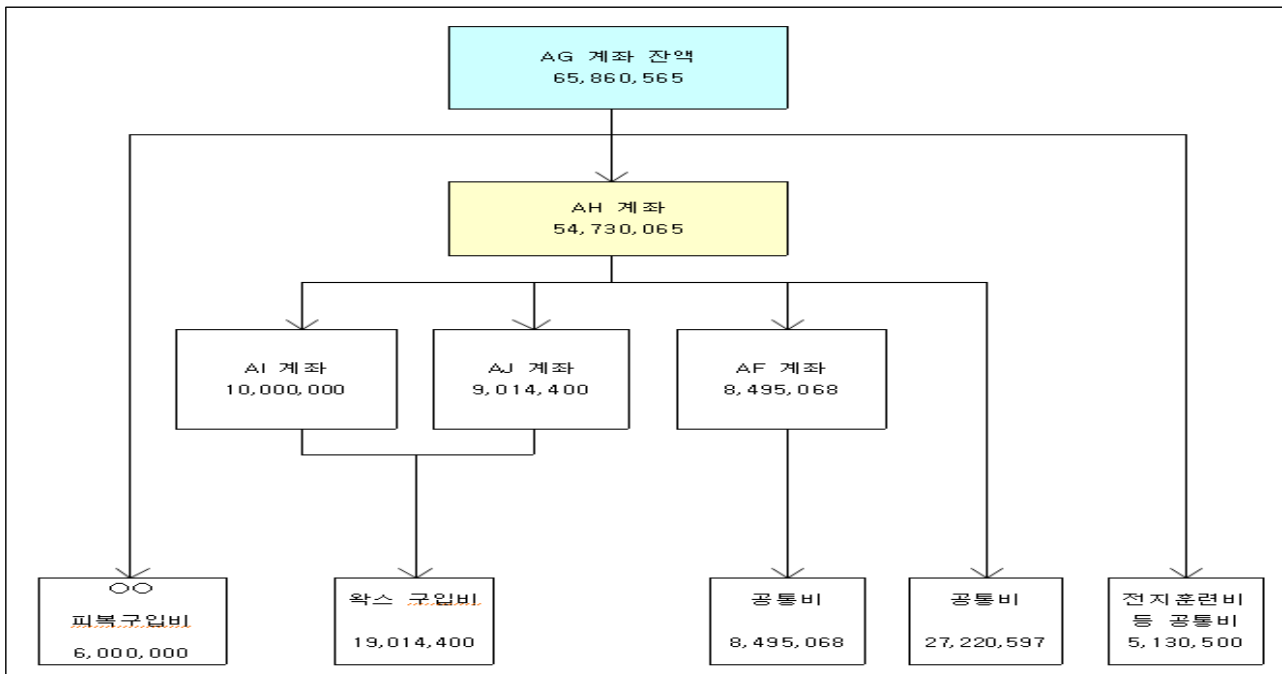 AG 계좌 잔액
65,860,565
AH 계좌
54,730,065
AI 계좌
10,000,000
AJ 계좌
9,014,400
AF 계좌
8,495,068
○○
피복구입비
6,000,000
왁스 구입비
19,014,400
공통비
8,495,068
공통비
27,220,597
전지훈련비
등 공통비
5,130,500